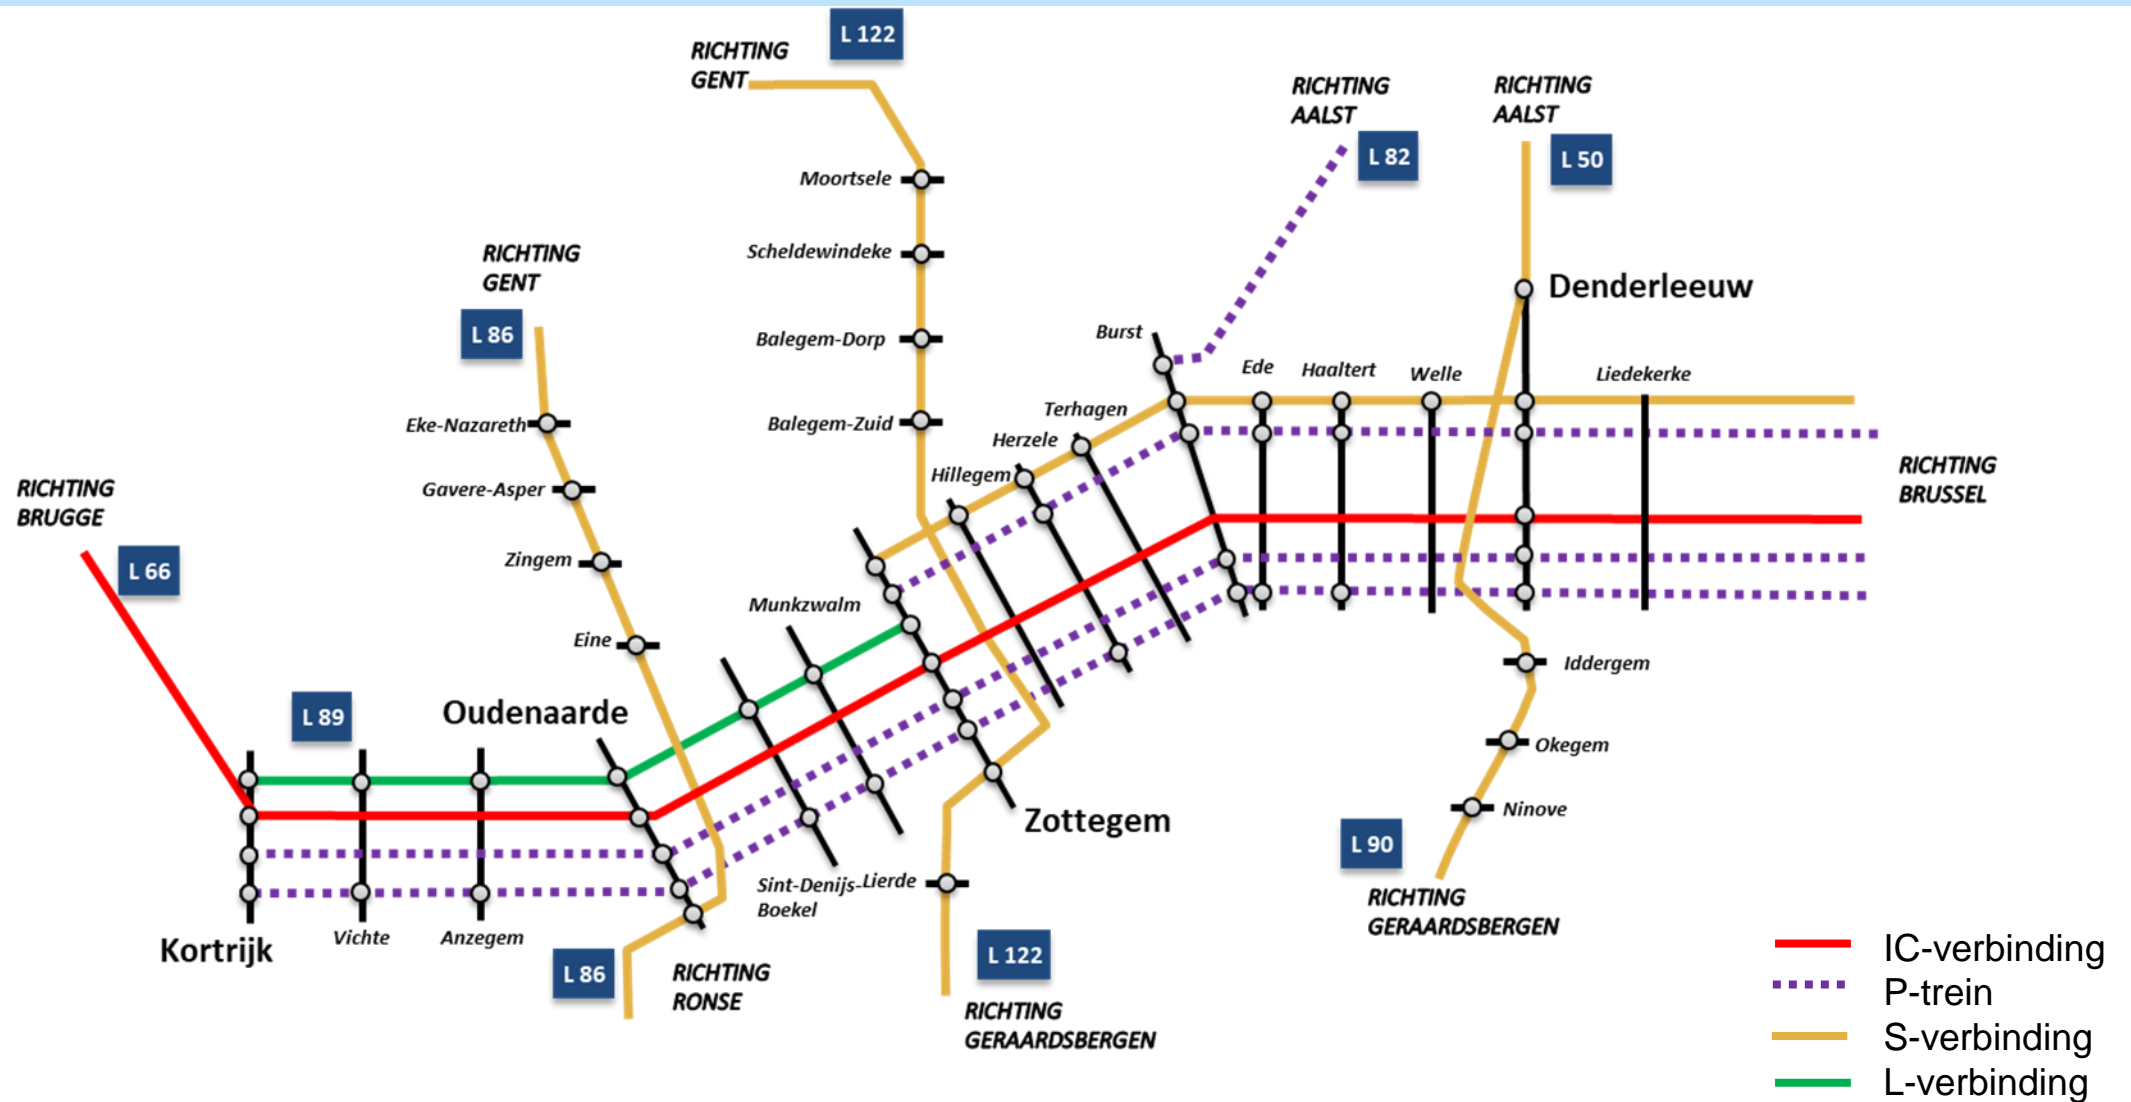 L 122
RICHTING
GENT
RICHTING
AALST
L 82
RICHTING
AALST
L 50
Moortsele
Scheldewindeke
RICHTING
GENT
L 86
Denderleeuw
Balegem-Dorp
Burst
Ede
Haaltert
Welle
Liedekerke
Eke-Nazareth
Balegem-Zuid
Terhagen
Herzele
Hillegem
Gavere-Asper
RICHTING
BRUSSEL
RICHTING
BRUGGE
L 66
Zingem
Munkzwalm
Eine
Iddergem
L 89
Oudenaarde
Okegem
Ninove
Zottegem
L 90
Sint-Denijs-
Boekel
Lierde
RICHTING
GERAARDSBERGEN
Kortrijk
Vichte
Anzegem
L 86
RICHTING
RONSE
L 122
RICHTING
GERAARDSBERGEN
IC-verbinding
P-trein
S-verbinding
L-verbinding